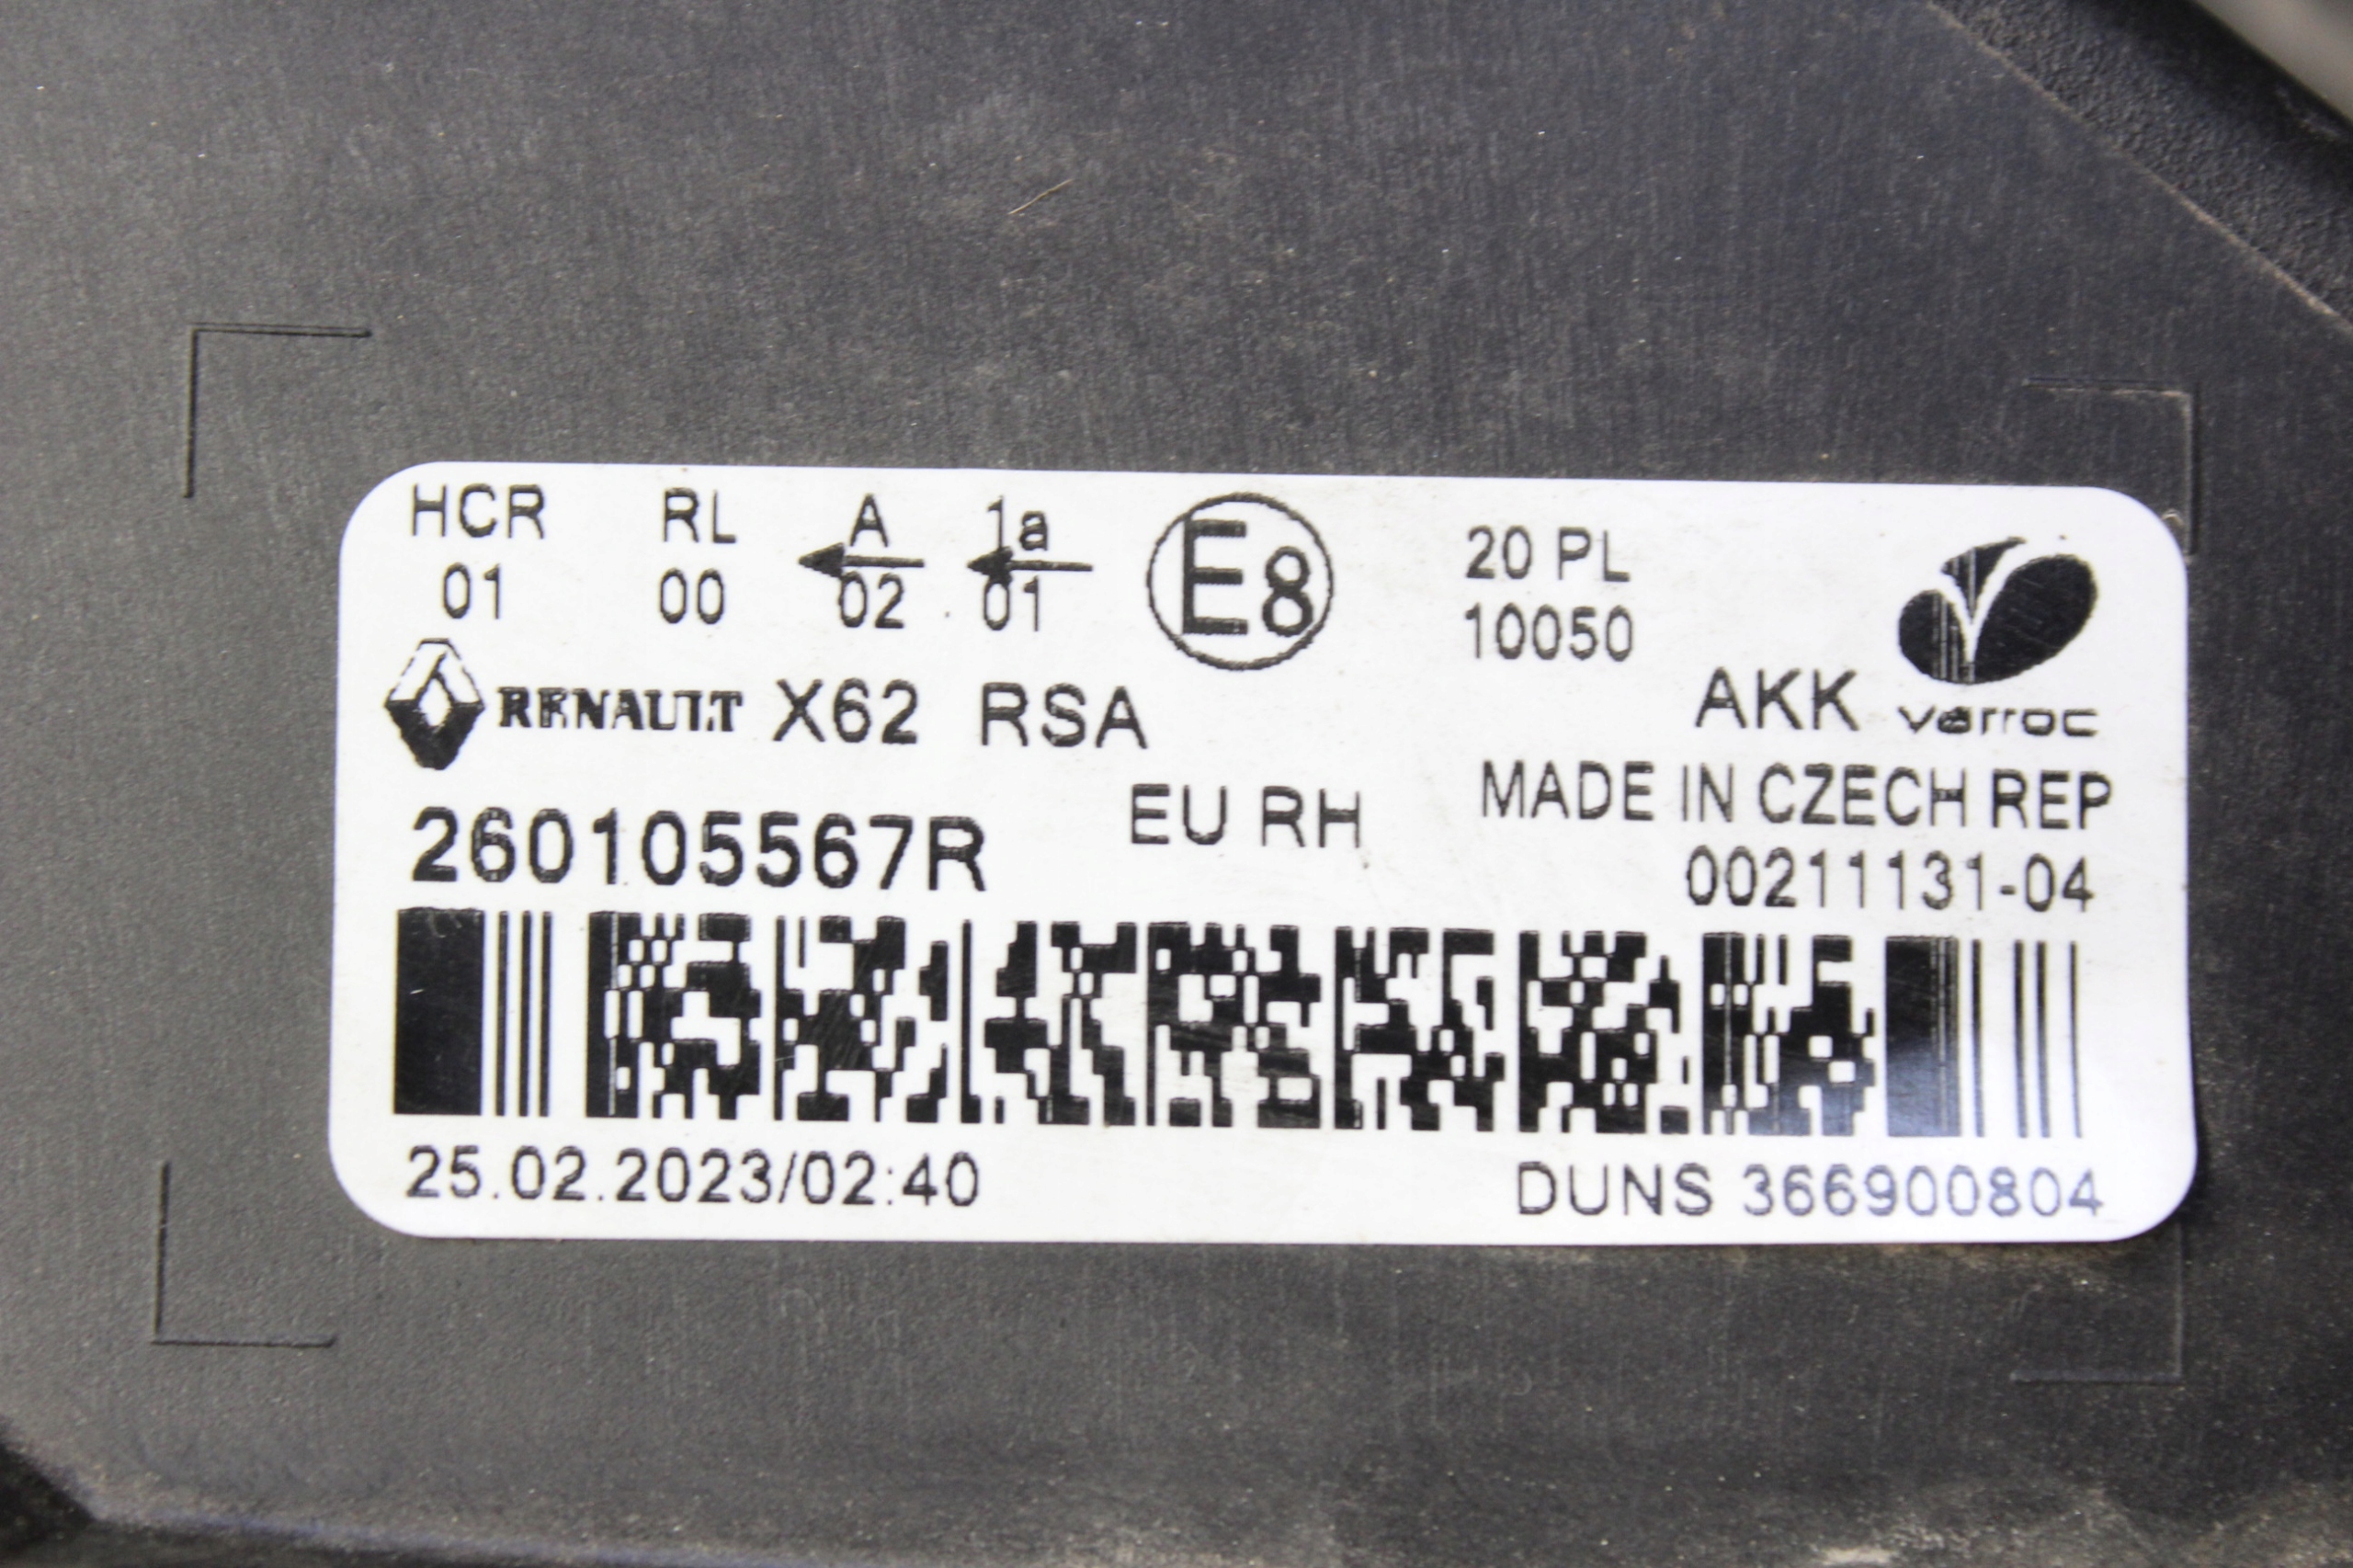 HCR RL A 1a
01 00 02 01
E8
20 PL
10050
RENAULT X62 RSA
AKK varroc
260105567R
EU RH
MADE IN CZECH REP
00211131-04
25.02.2023/02:40
DUNS 366900804